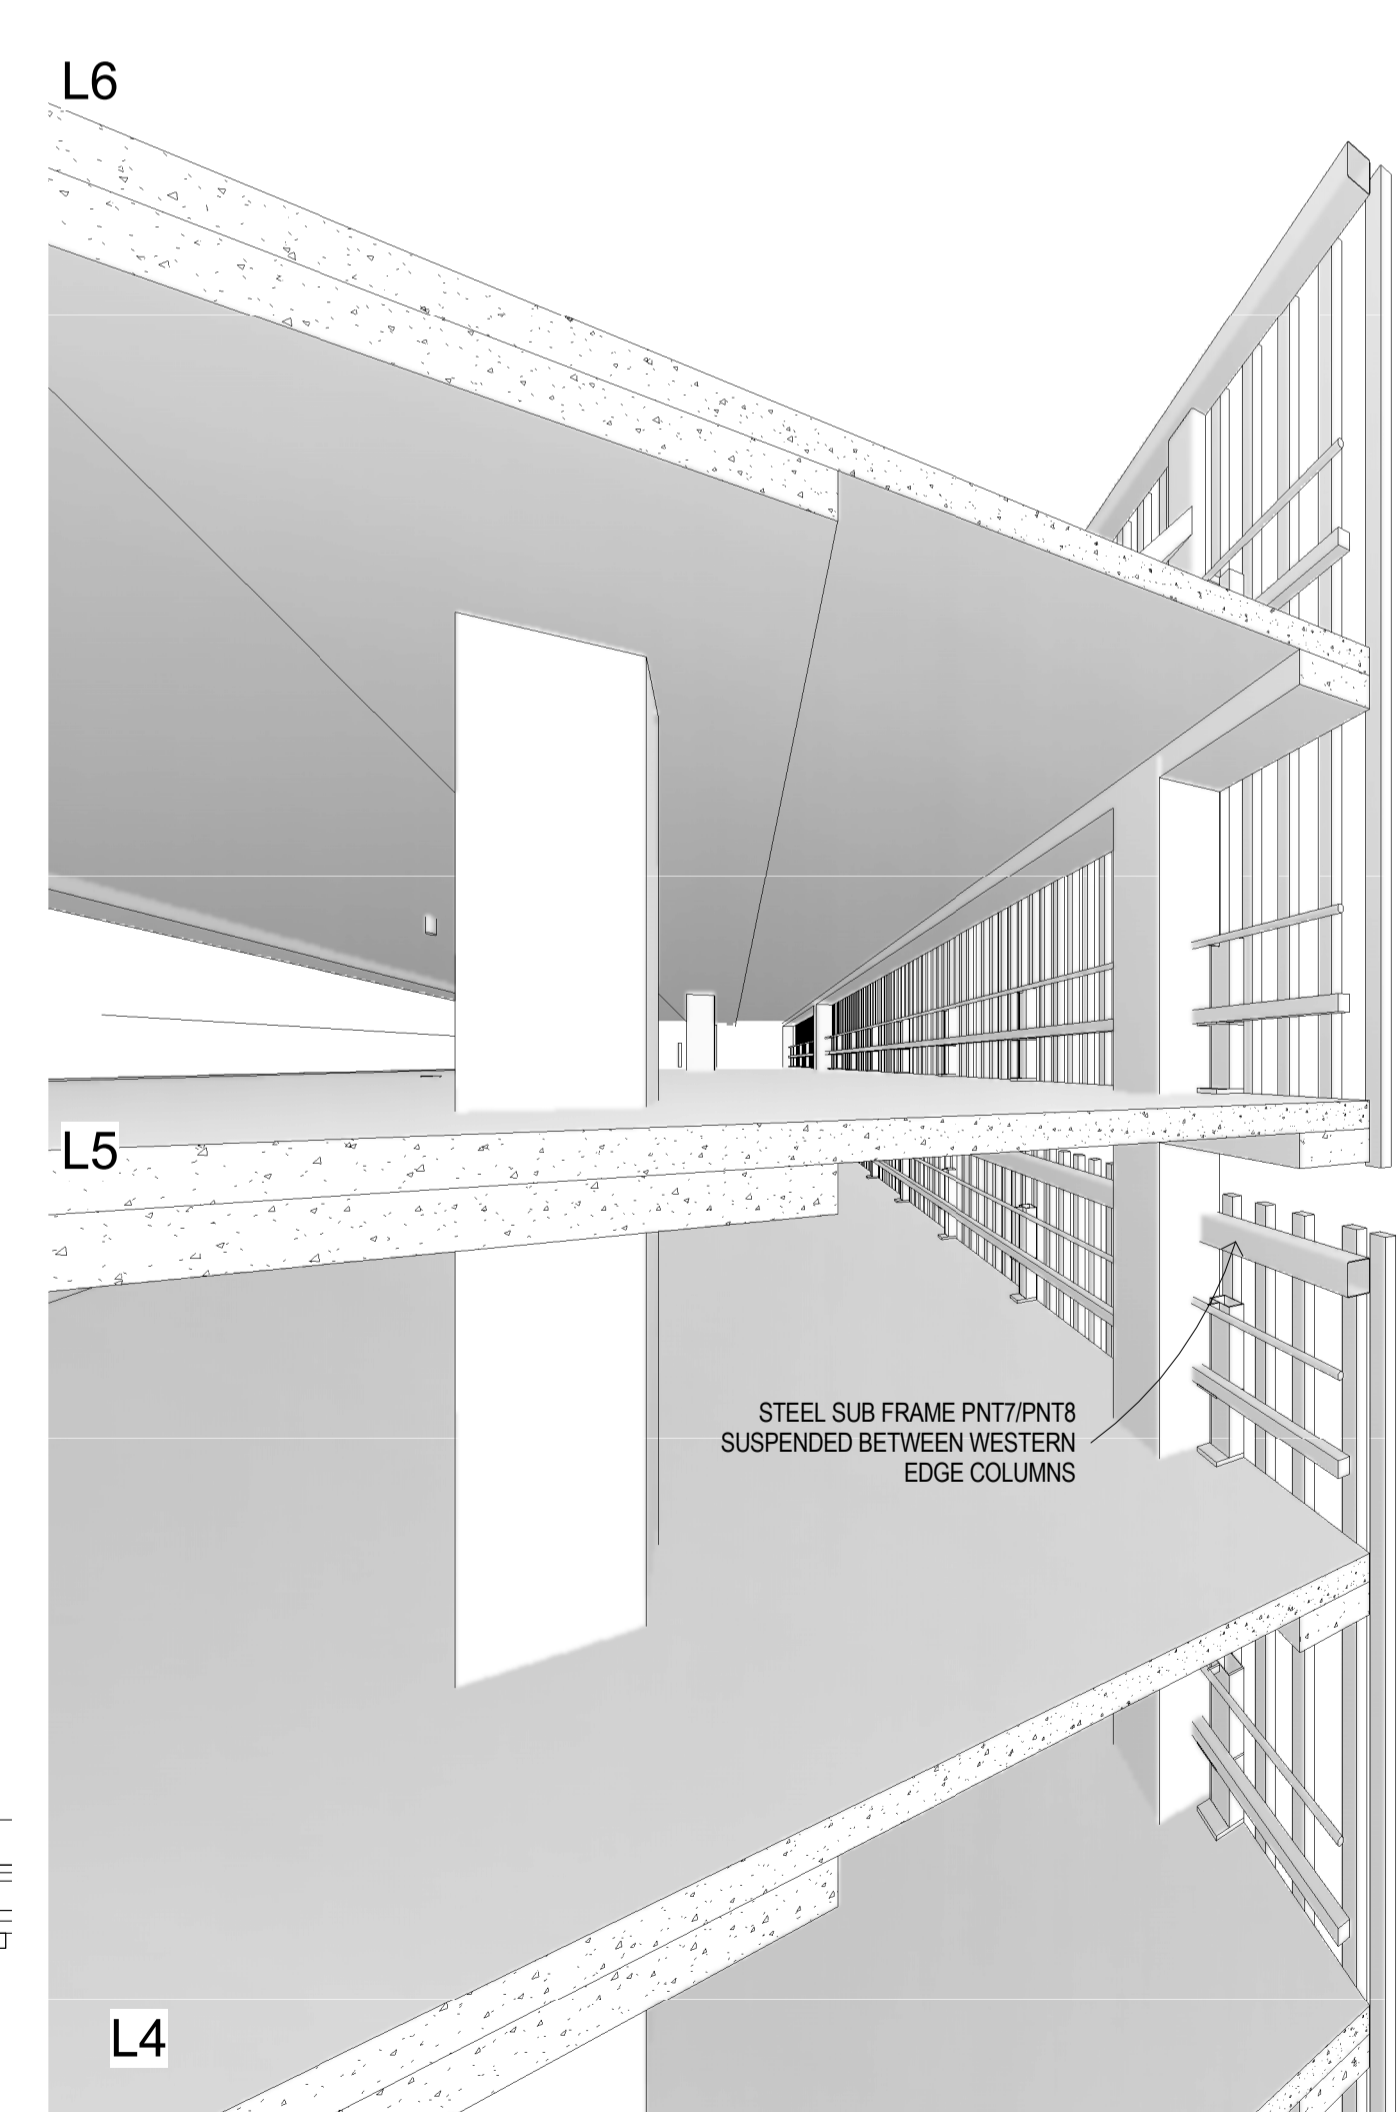 L6
L5
STEEL SUB FRAME PNT7/PNT8
SUSPENDED BETWEEN WESTERN
EDGE COLUMNS
L4